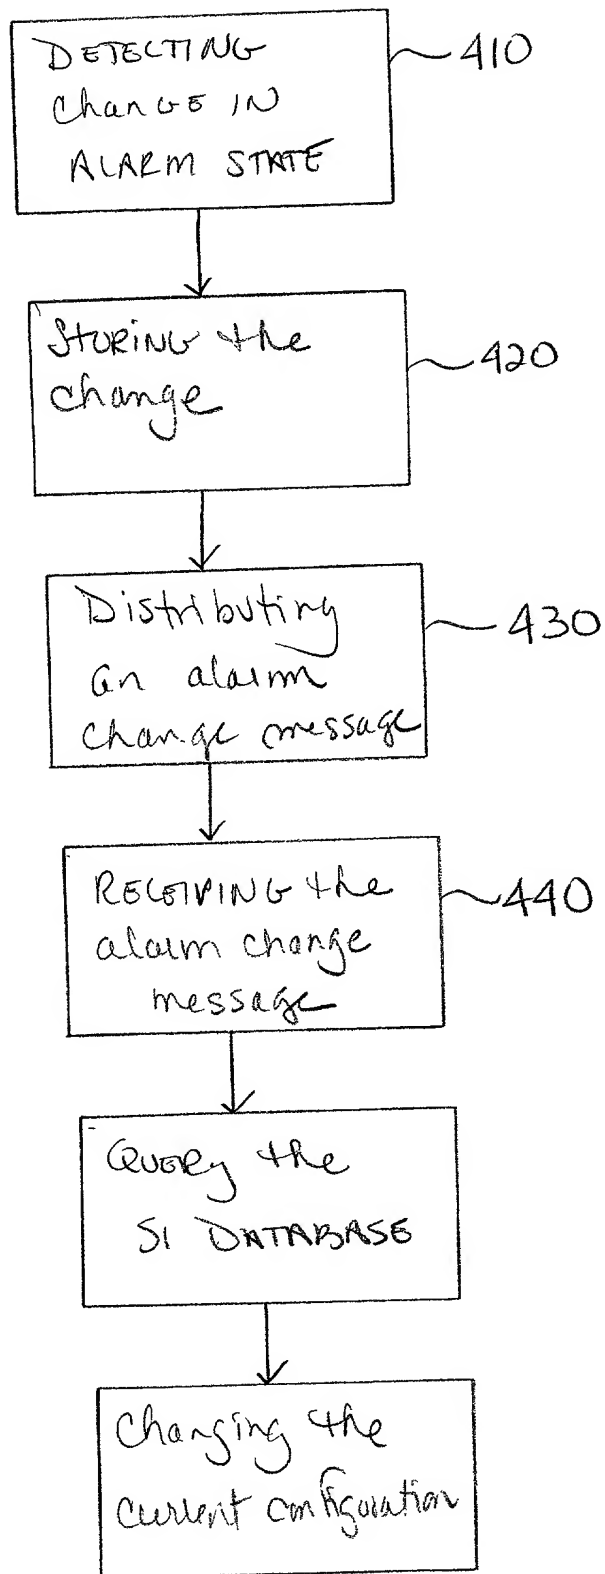 DETECTING
410
change IN
ALARM STATE
STORING the
420
change
Distributing
430
an alarm
change message
RECEIVING the
440
alarm change
message
QUERY the
SI DATABASE
Changing the
current configuration